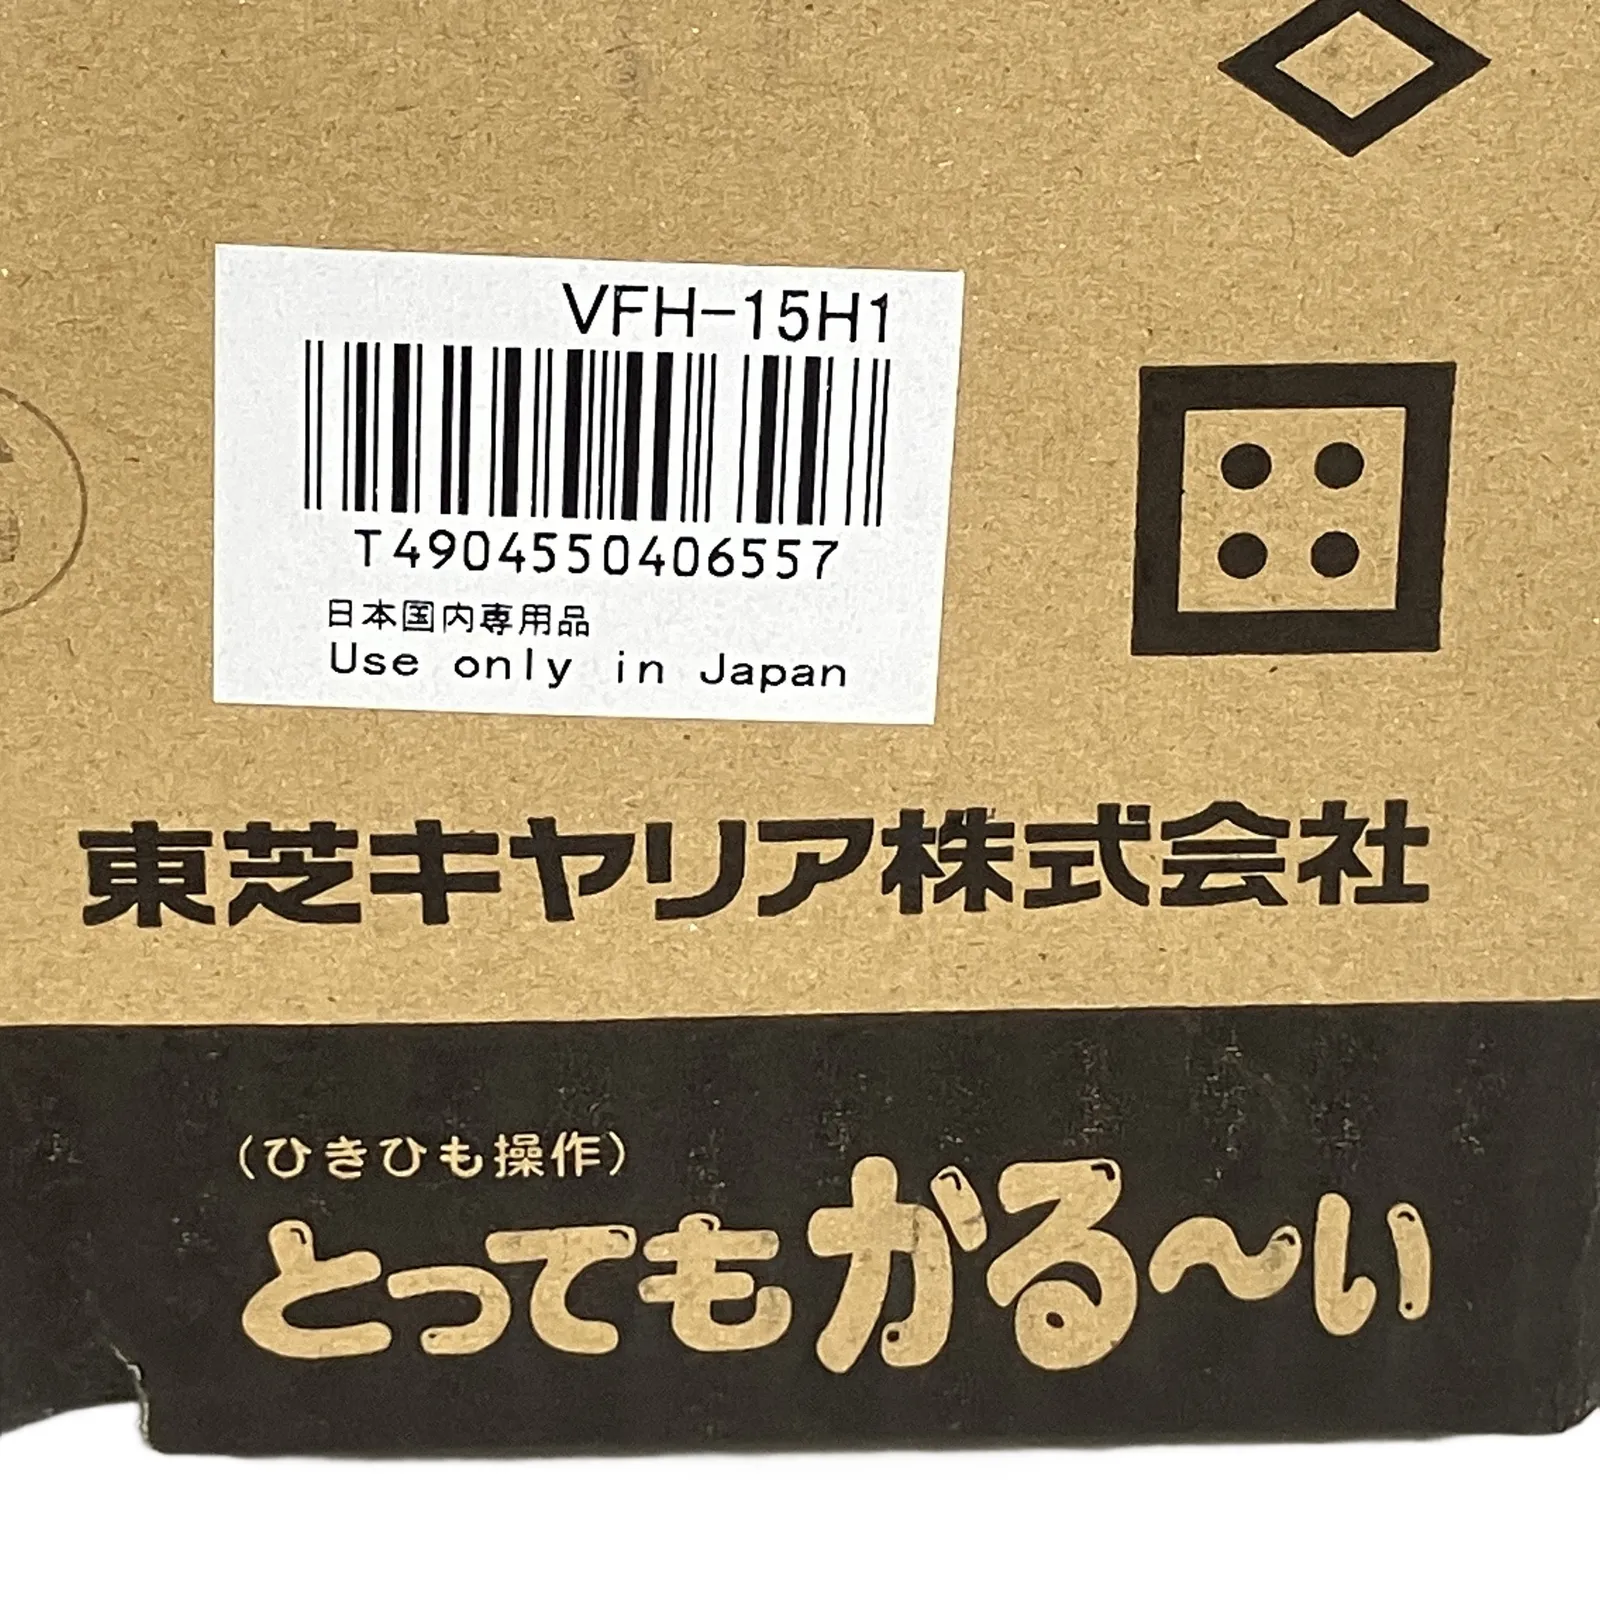 VFH-15H1
T4904550406557
日本国内専用品
Use only in Japan
東芝キヤリア株式会社
(ひきひも操作)
とってもかる〜い